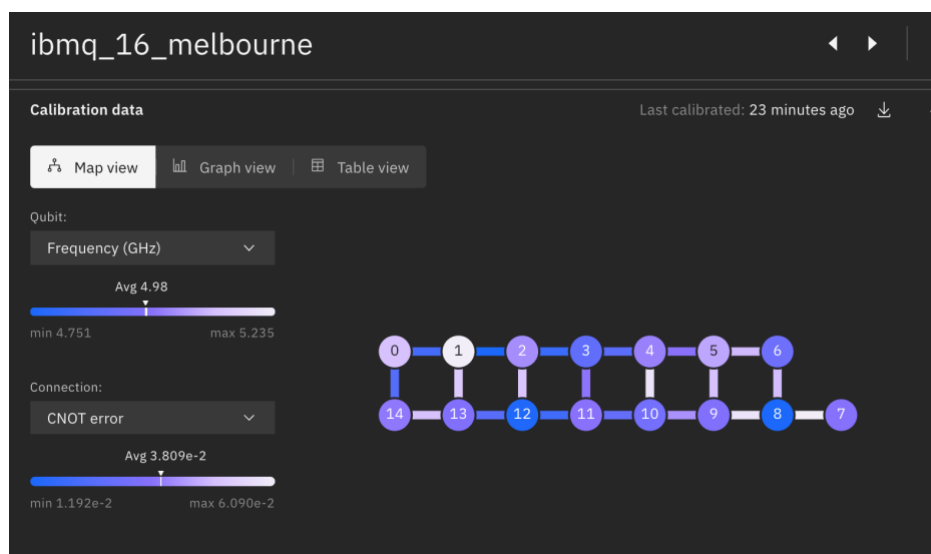 ibmq_16_melbourne
Calibration data
Last calibrated: 23 minutes ago
Map view
Graph view
Table view
Qubit:
Frequency (GHz)
Avg 4.98
min 4.751 max 5.235
Connection:
CNOT error
Avg 3.809e-2
min 1.192e-2 max 6.090e-2
0 1 2 3 4 5 6
14 13 12 11 10 9 8 7